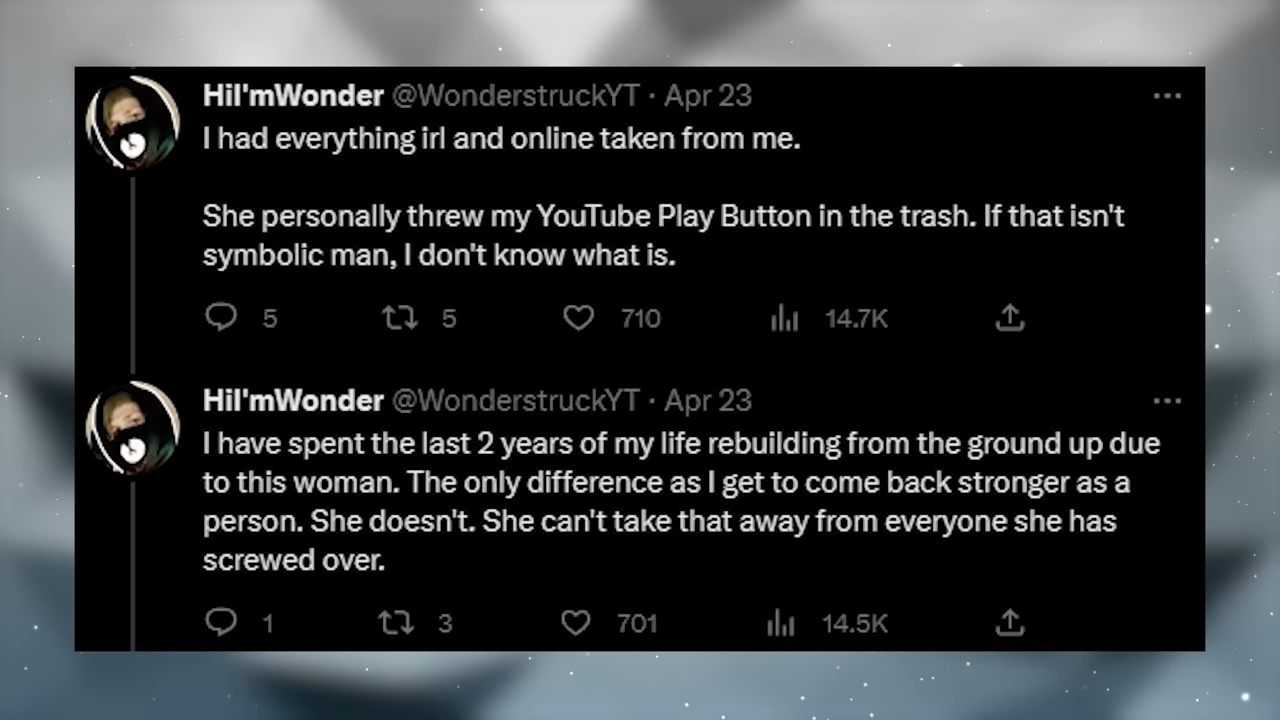 HiI'mWonder @WonderstruckYT · Apr 23
I had everything irl and online taken from me.
She personally threw my YouTube Play Button in the trash. If that isn't
symbolic man, I don't know what is.
5 5 710 14.7K
HiI'mWonder @WonderstruckYT · Apr 23
I have spent the last 2 years of my life rebuilding from the ground up due
to this woman. The only difference as I get to come back stronger as a
person. She doesn't. She can't take that away from everyone she has
screwed over.
1 3 701 14.5K